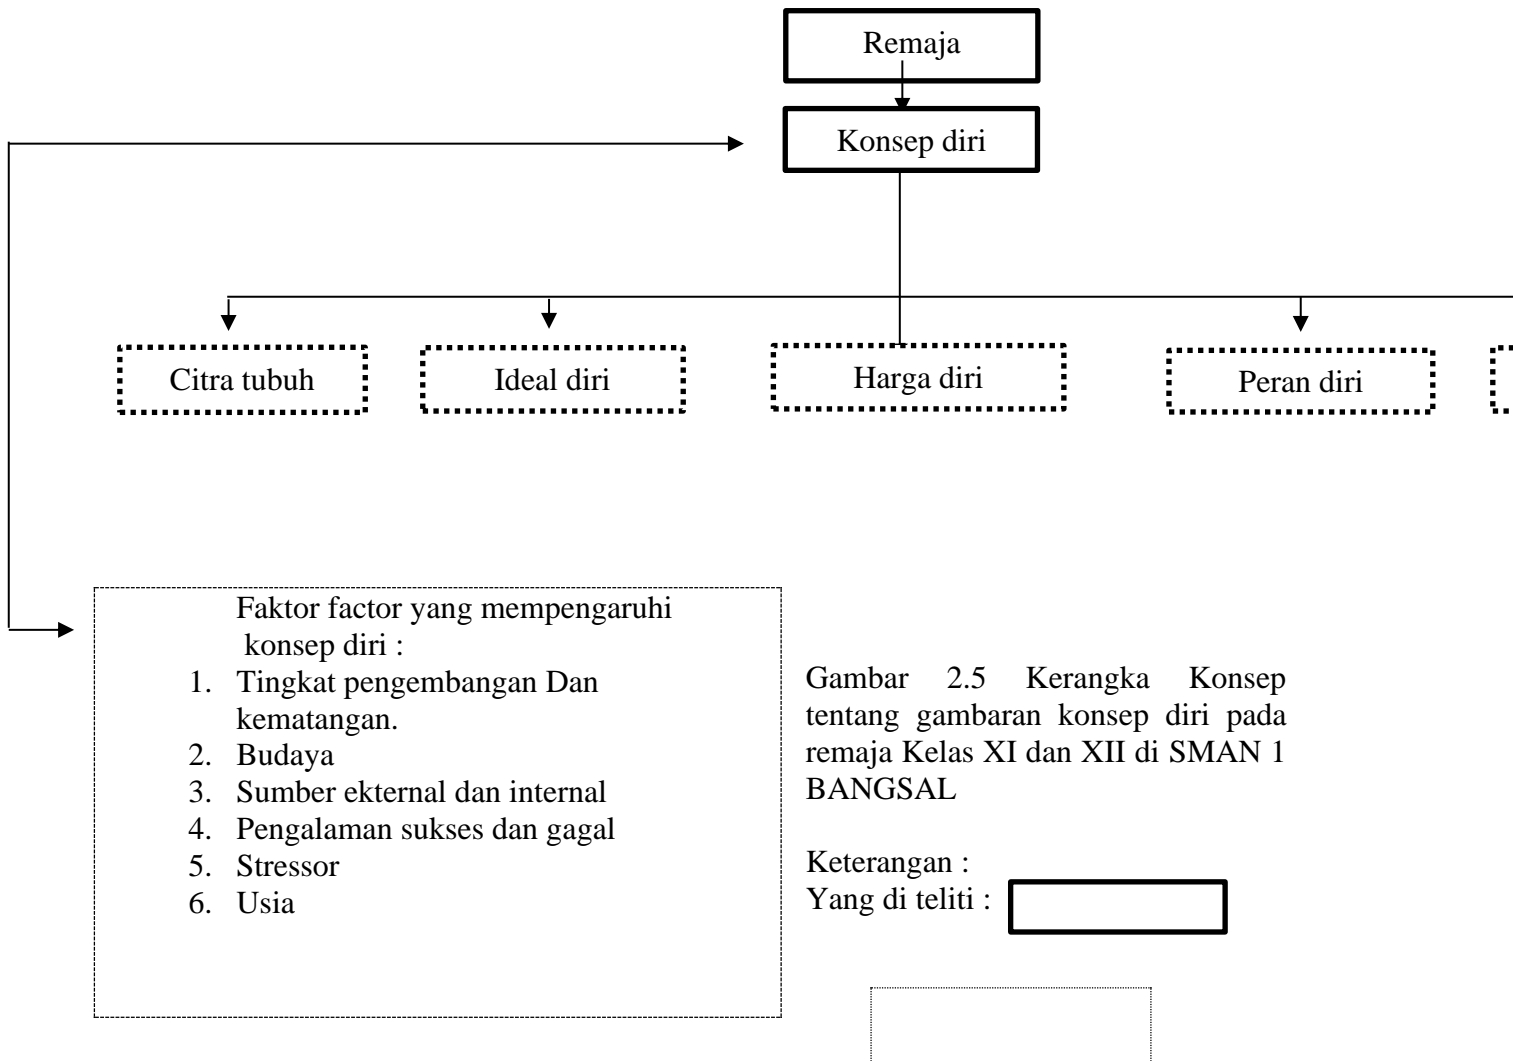 Remaja
Konsep diri
Citra tubuh
Ideal diri
Harga diri
Peran diri
Faktor factor yang mempengaruhi
konsep diri :
1. Tingkat pengembangan Dan
kematangan.
2. Budaya
3. Sumber ekternal dan internal
4. Pengalaman sukses dan gagal
5. Stressor
6. Usia
Gambar 2.5 Kerangka Konsep
tentang gambaran konsep diri pada
remaja Kelas XI dan XII di SMAN 1
BANGSAL
Keterangan :
Yang di teliti :